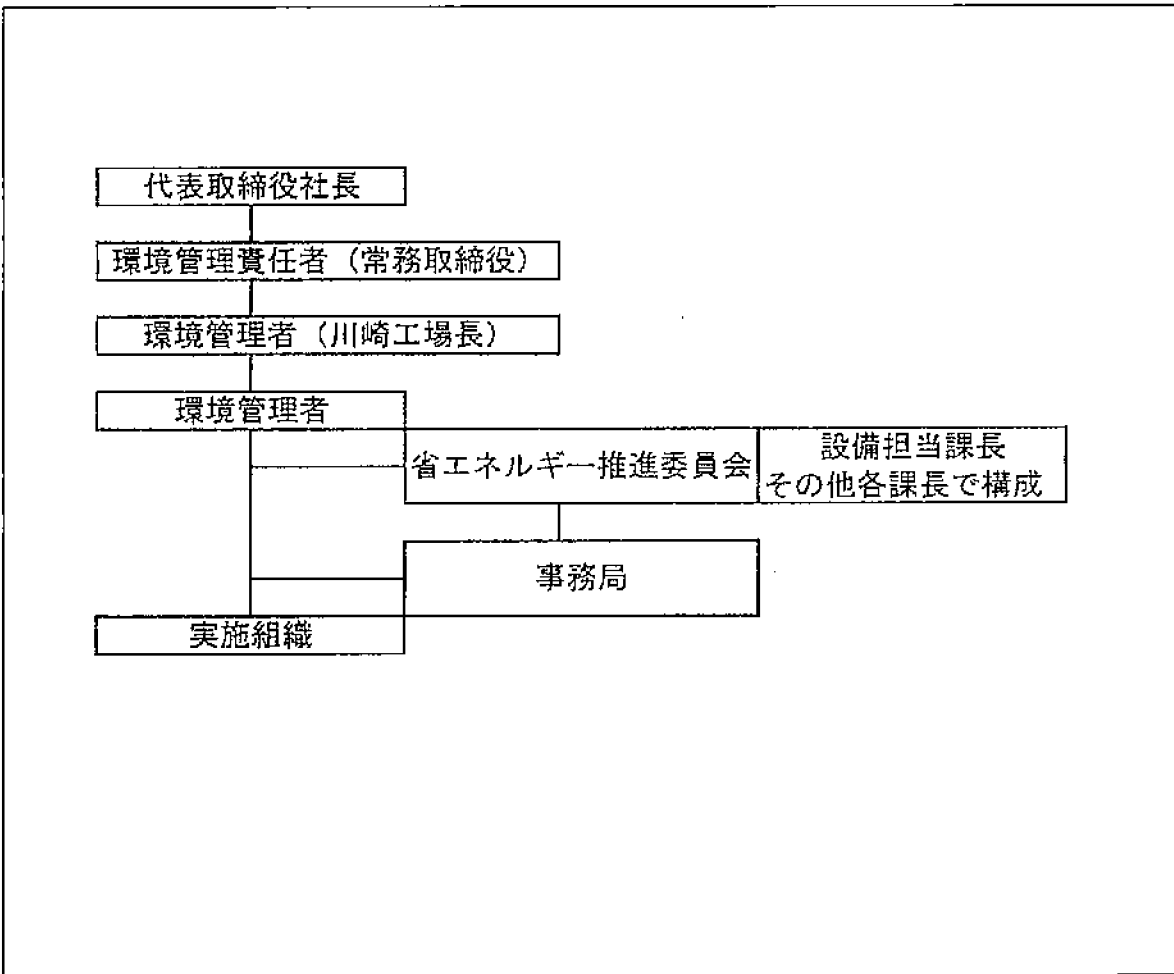 代表取締役社長
環境管理責任者（常務取締役）
環境管理者（川崎工場長）
環境管理者
省エネルギー推進委員会
設備担当課長
その他各課長で構成
事務局
実施組織